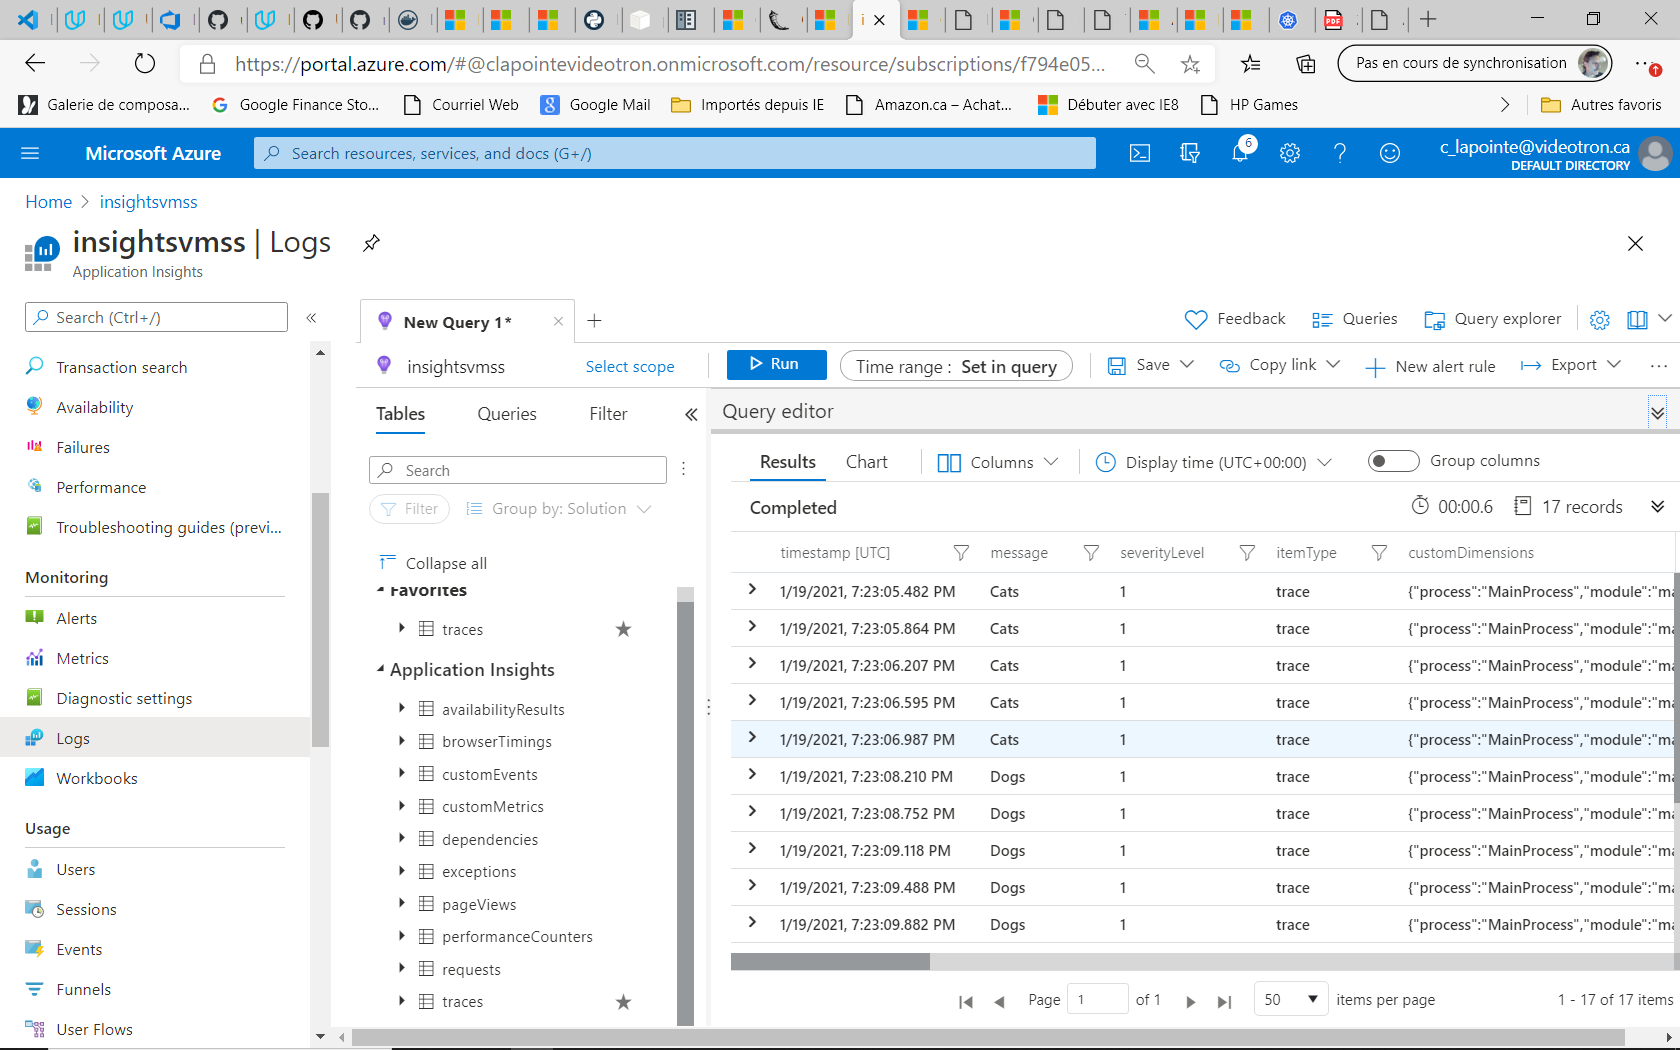 https://portal.azure.com/#@clapointevideotron.onmicrosoft.com/resource/subscriptions/f794e05...
Pas en cours de synchronisation
Galerie de composa...
Google Finance Sto...
Courriel Web
Google Mail
Importés depuis IE
Amazon.ca – Achat...
Débuter avec IE8
HP Games
Autres favoris
Microsoft Azure
Search resources, services, and docs (G+/)
6
c_lapointe@videotron.ca
DEFAULT DIRECTORY
Home > insightsvmss
insightsvmss | Logs
Application Insights
Search (Ctrl+/)
Transaction search
Availability
Failures
Performance
Troubleshooting guides (previ...
Monitoring
Alerts
Metrics
Diagnostic settings
Logs
Workbooks
Usage
Users
Sessions
Events
Funnels
User Flows
New Query 1*
Feedback
Queries
Query explorer
insightsvmss
Select scope
Run
Time range : Set in query
Save
Copy link
New alert rule
Export
Tables
Queries
Filter
Search
Filter
Group by: Solution
Collapse all
Favorites
traces
Application Insights
availabilityResults
browserTimings
customEvents
customMetrics
dependencies
exceptions
pageViews
performanceCounters
requests
traces
Query editor
Results
Chart
Columns
Display time (UTC+00:00)
Group columns
Completed
00:00.6
17 records
timestamp [UTC] message severityLevel itemType customDimensions
1/19/2021, 7:23:05.482 PM Cats 1 trace {"process":"MainProcess","module":"ma
1/19/2021, 7:23:05.864 PM Cats 1 trace {"process":"MainProcess","module":"ma
1/19/2021, 7:23:06.207 PM Cats 1 trace {"process":"MainProcess","module":"ma
1/19/2021, 7:23:06.595 PM Cats 1 trace {"process":"MainProcess","module":"ma
1/19/2021, 7:23:06.987 PM Cats 1 trace {"process":"MainProcess","module":"ma
1/19/2021, 7:23:08.210 PM Dogs 1 trace {"process":"MainProcess","module":"ma
1/19/2021, 7:23:08.752 PM Dogs 1 trace {"process":"MainProcess","module":"ma
1/19/2021, 7:23:09.118 PM Dogs 1 trace {"process":"MainProcess","module":"ma
1/19/2021, 7:23:09.488 PM Dogs 1 trace {"process":"MainProcess","module":"ma
1/19/2021, 7:23:09.882 PM Dogs 1 trace {"process":"MainProcess","module":"ma
Page 1 of 1
50 items per page
1 - 17 of 17 items